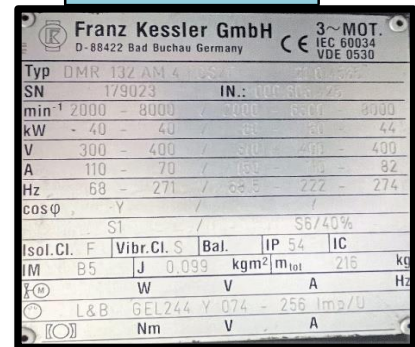 Franz Kessler GmbH
D-88422 Bad Buchau Germany
CE
3~MOT.
IEC 60034
VDE 0530
Typ DMR 132 AM 4
SN 179023 IN.:
min-1 2000 - 8000 / 2000 - - 8000
kW - 40 - 40 / - - 44
V 300 - 400 / - 400 - 400
A 110 - 70 / - - 82
Hz 68 - 271 / 68.5 - 222 - 274
cosφ Y / /
S1 / S6/40%
Isol.Cl. F Vibr.Cl. S Bal. IP 54 IC
IM B5 J 0,099 kgm² mtot 216 kg
M W V A Hz
L&B GEL244 Y 074 - 256 Imp/U
Nm V A